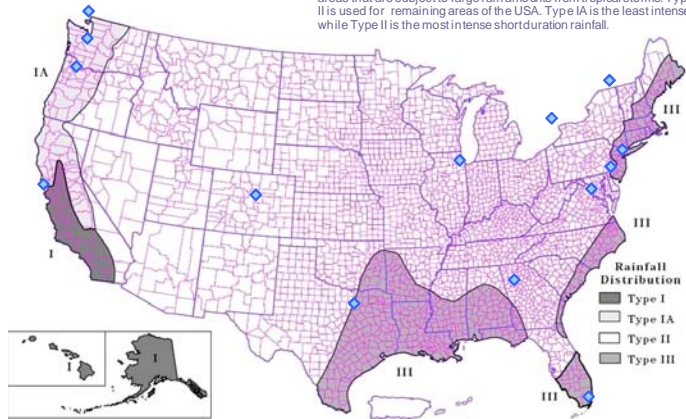 areas that are subject to large rainfall amounts from tropical storms. Type
II is used for remaining areas of the USA. Type IA is the least intense
while Type II is the most intense short duration rainfall.
IA
III
III
I
Rainfall
Distribution
Type I
Type IA
Type II
Type III
I
I
III
III